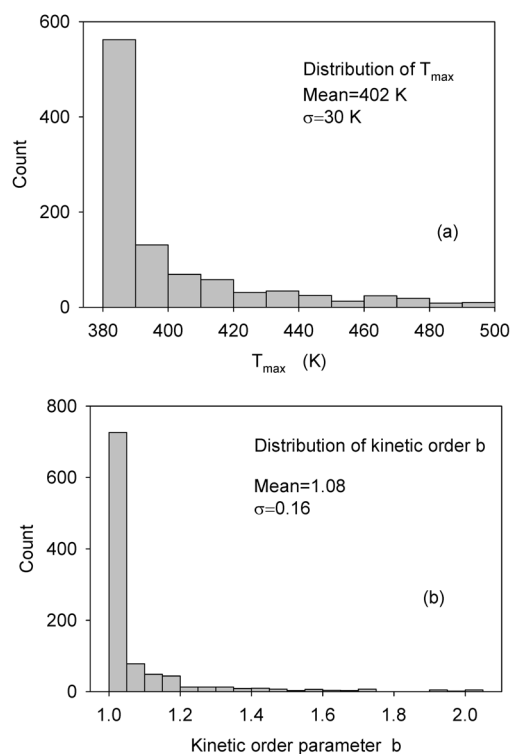 600
400
200
0
Count
Distribution of Tmax
Mean=402 K
σ=30 K
(a)
380 400 420 440 460 480 500
Tmax (K)
800
600
400
200
0
Count
Distribution of kinetic order b
Mean=1.08
σ=0.16
(b)
1.0 1.2 1.4 1.6 1.8 2.0
Kinetic order parameter b